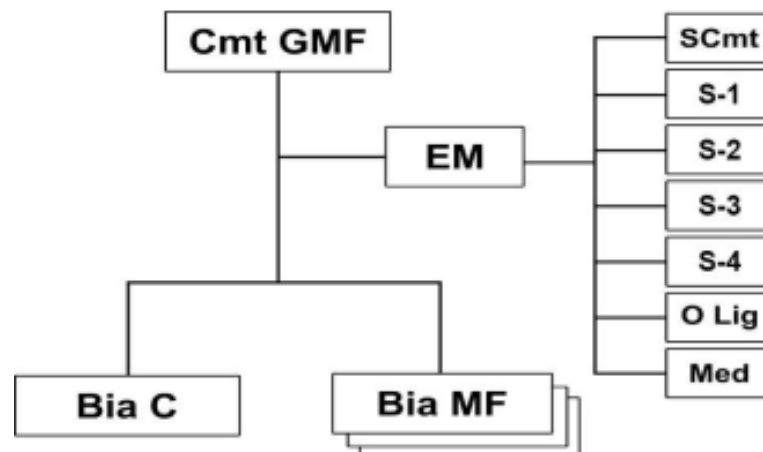 Cmt GMF
EM
SCmt
S-1
S-2
S-3
S-4
O Lig
Med
Bia C
Bia MF